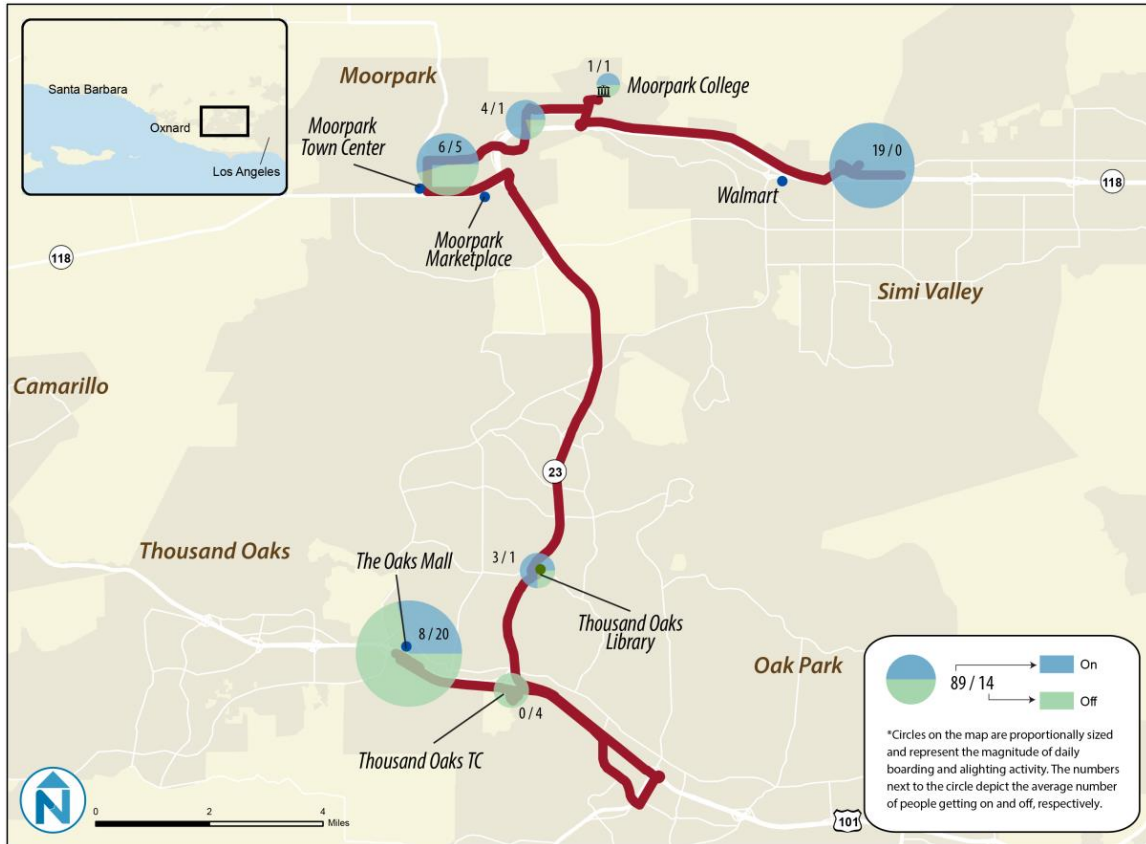 Santa Barbara
Oxnard
Los Angeles
Moorpark
1 / 1
Moorpark College
4 / 1
Moorpark
Town Center
6 / 5
19 / 0
118
Walmart
Moorpark
Marketplace
118
Simi Valley
Camarillo
23
Thousand Oaks
The Oaks Mall
3 / 1
Thousand Oaks
Library
8 / 20
Oak Park
0 / 4
Thousand Oaks TC
N
0 2 4
Miles
101
89 / 14
On
Off
*Circles on the map are proportionally sized
and represent the magnitude of daily
boarding and alighting activity. The numbers
next to the circle depict the average number
of people getting on and off, respectively.